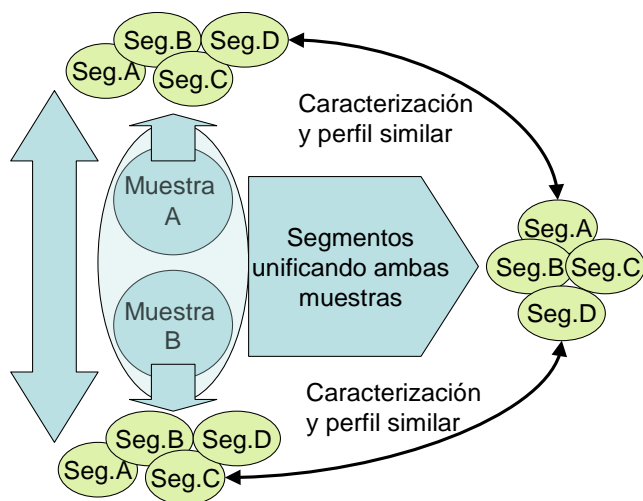 Seg.B
Seg.D
Seg.A
Seg.C
Caracterización
y perfil similar
Muestra
A
Segmentos
unificando ambas
muestras
Seg.A
Seg.B
Seg.C
Seg.D
Muestra
B
Caracterización
y perfil similar
Seg.B
Seg.D
Seg.A
Seg.C